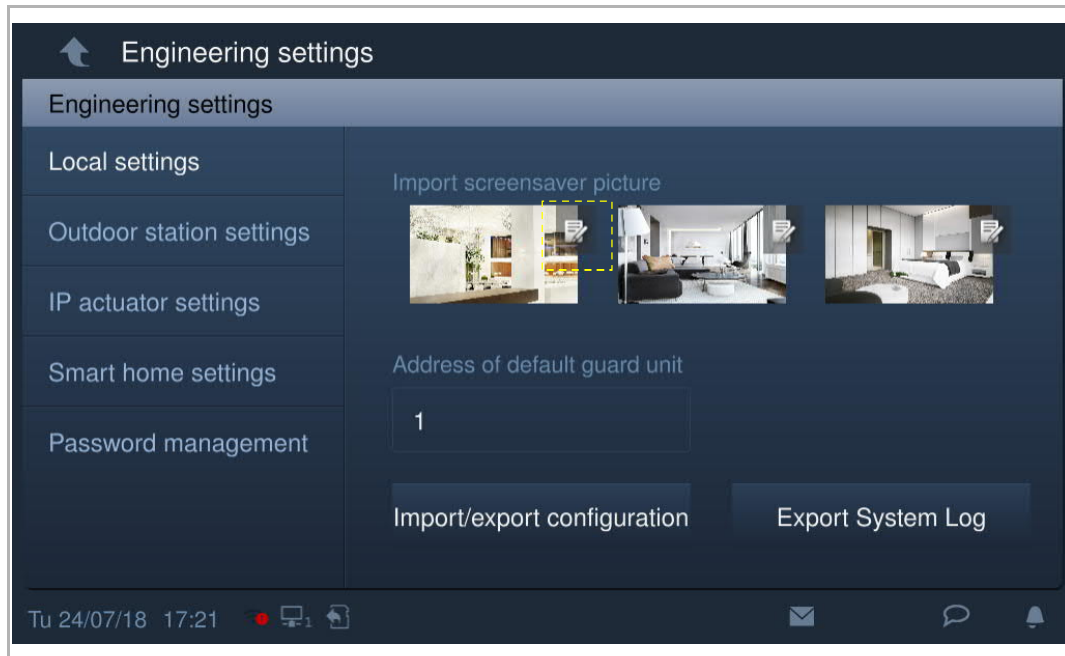 Engineering settings
Engineering settings
Local settings
Outdoor station settings
IP actuator settings
Smart home settings
Password management
Import screensaver picture
Address of default guard unit
1
Import/export configuration
Export System Log
Tu 24/07/18 17:21
1